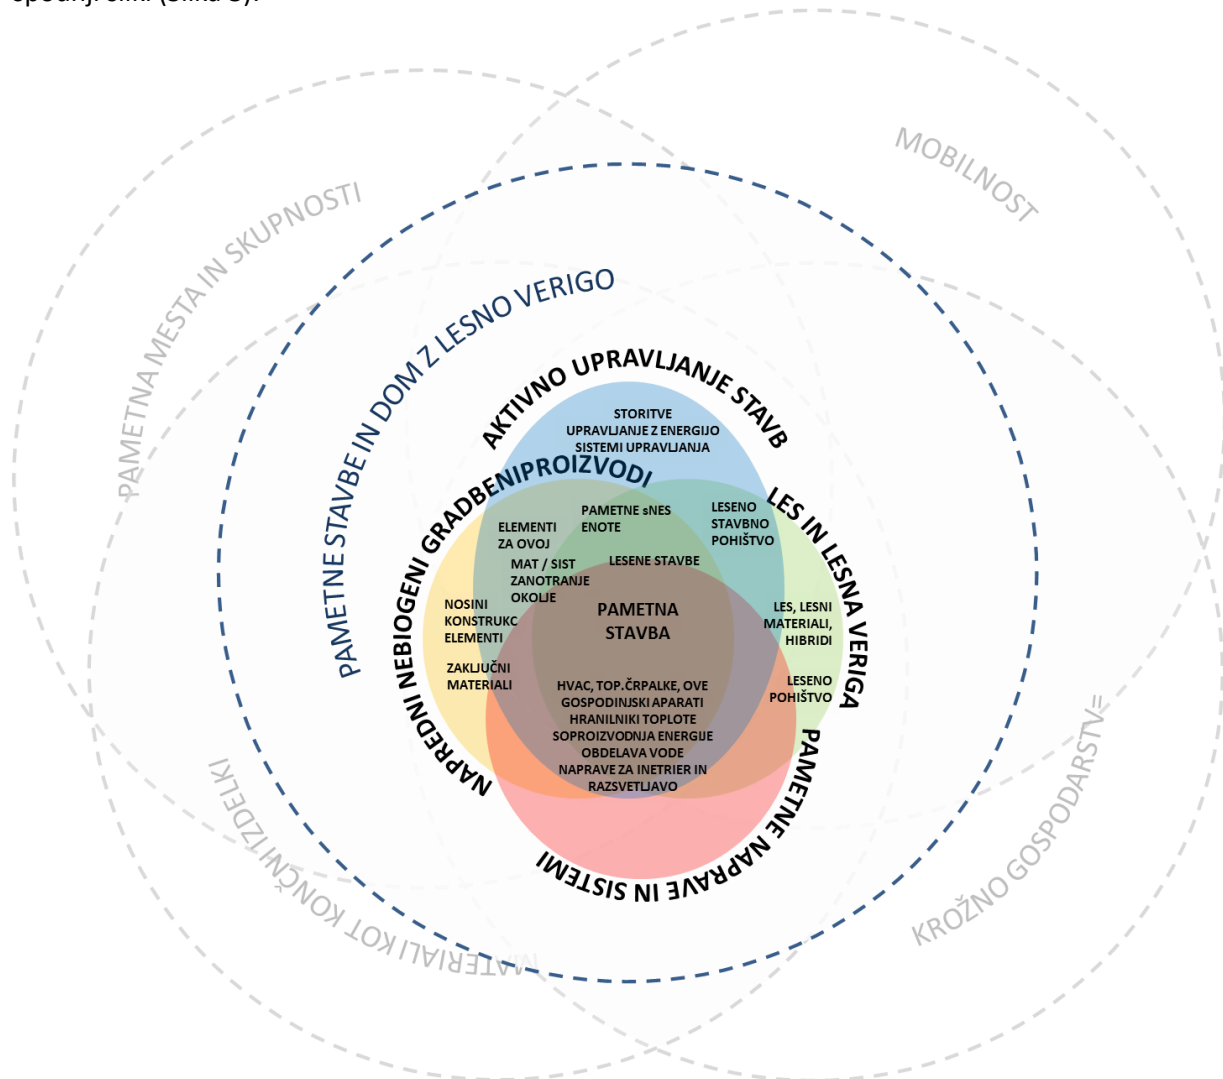 MOBILNOST
PAMETNA MESTA IN SKUPNOSTI
PAMETNE STAVBE IN DOM Z LESNO VERIGO
AKTIVNO UPRAVLJANJE STAVB
STORITVE
UPRAVLJANJE Z ENERGIJO
SISTEMI UPRAVLJANJA
NAPREDNI NEBIOGENI GRADBENIPROIZVODI
LES IN LESNA VERIGA
PAMETNE sNES
ENOTE
LESENO
STAVBNO
POHIŠTVO
ELEMENTI
ZA OVOJ
LESENE STAVBE
MAT / SIST
ZANOTRANJE
OKOLJE
NOSINI
KONSTRUKC
ELEMENTI
PAMETNA
STAVBA
LES, LESNI
MATERIALI,
HIBRIDI
ZAKLJUČNI
MATERIALI
LESENO
POHIŠTVO
HVAC, TOP.ČRPALKE, OVE
GOSPODINJSKI APARATI
HRANILNIKI TOPLOTE
SOPROIZVODNJA ENERGIJE
OBDELAVA VODE
NAPRAVE ZA INETRIER IN
RAZSVETLJAVO
PAMETNE NAPRAVE IN SISTEMI
MATERIALI KOT KONČNI IZDELKI
KROŽNO GOSPODARSTV=